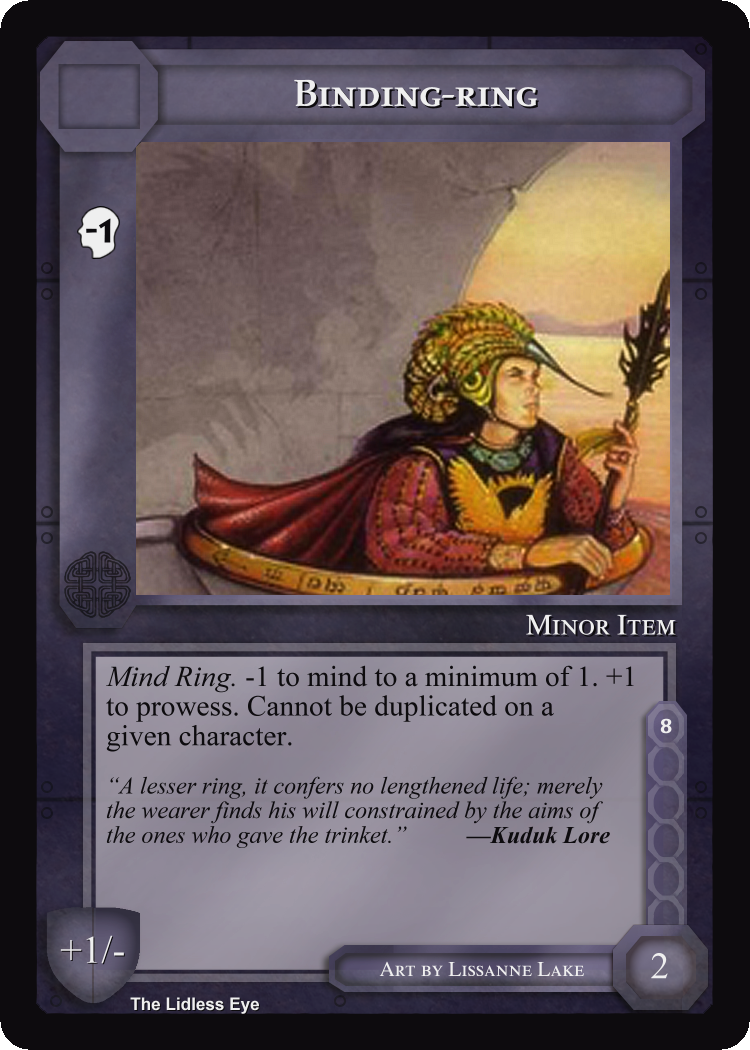 Binding-ring
-1
Minor Item
Mind Ring. -1 to mind to a minimum of 1. +1
to prowess. Cannot be duplicated on a
given character.
8
“A lesser ring, it confers no lengthened life; merely
the wearer finds his will constrained by the aims of
the ones who gave the trinket.” —Kuduk Lore
+1/-
Art by Lissanne Lake
2
The Lidless Eye